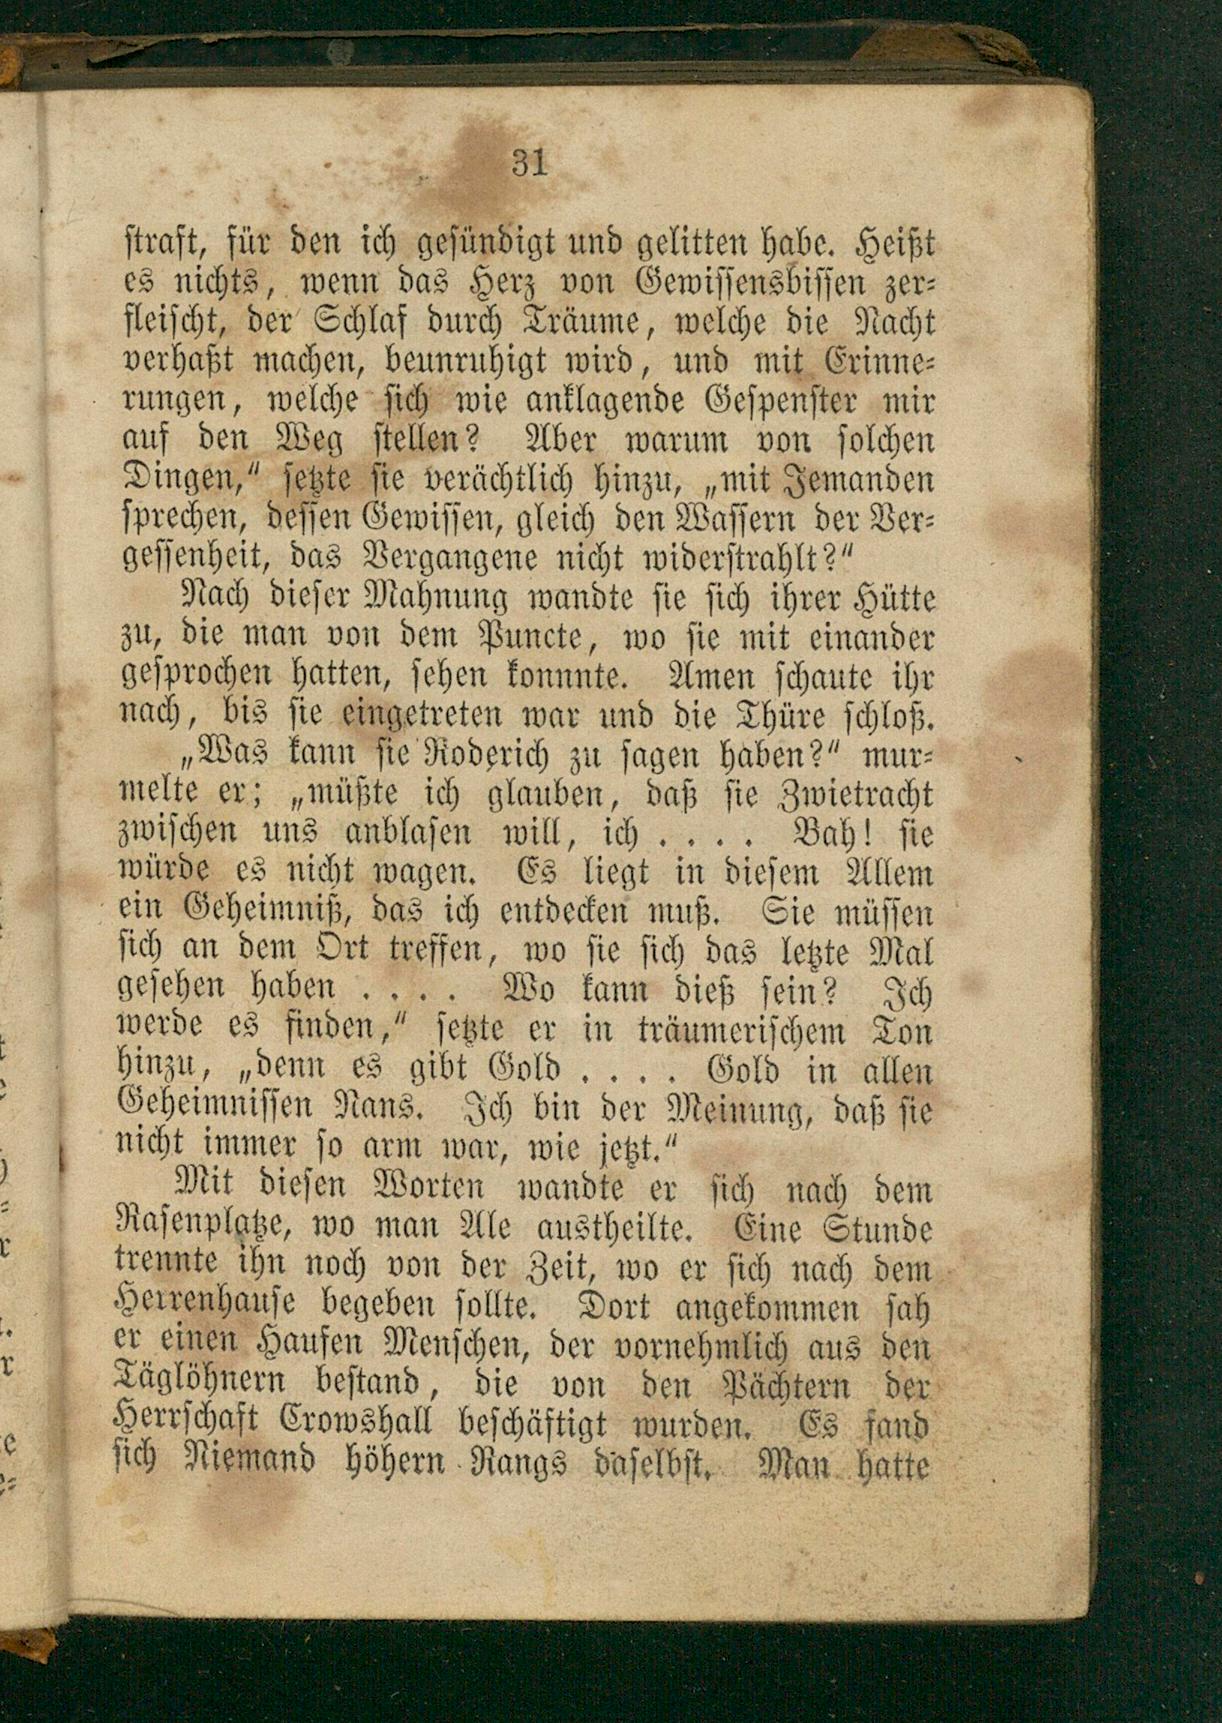 31
straft, für den ich gesündigt und gelitten habe. Heißt
es nichts, wenn das Herz von Gewissensbissen zer-
fleischt, der Schlaf durch Träume, welche die Nacht
verhaßt machen, beunruhigt wird, und mit Erinne-
rungen, welche sich wie anklagende Gespenster mir
auf den Weg stellen? Aber warum von solchen
Dingen,“ setzte sie verächtlich hinzu, „mit Jemanden
sprechen, dessen Gewissen, gleich den Wassern der Ver-
gessenheit, das Vergangene nicht widerstrahlt?“
Nach dieser Mahnung wandte sie sich ihrer Hütte
zu, die man von dem Puncte, wo sie mit einander
gesprochen hatten, sehen konnnte. Amen schaute ihr
nach, bis sie eingetreten war und die Thüre schloß.
„Was kann sie Roderich zu sagen haben?“ mur-
melte er; „müßte ich glauben, daß sie Zwietracht
zwischen uns anblasen will, ich . . . . Bah! sie
würde es nicht wagen. Es liegt in diesem Allem
ein Geheimniß, das ich entdecken muß. Sie müssen
sich an dem Ort treffen, wo sie sich das letzte Mal
gesehen haben . . . . Wo kann dieß sein? Ich
werde es finden,“ setzte er in träumerischem Ton
hinzu, „denn es gibt Gold . . . . Gold in allen
Geheimnissen Nans. Ich bin der Meinung, daß sie
nicht immer so arm war, wie jetzt.“
Mit diesen Worten wandte er sich nach dem
Rasenplatze, wo man Ale austheilte. Eine Stunde
trennte ihn noch von der Zeit, wo er sich nach dem
Herrenhause begeben sollte. Dort angekommen sah
er einen Haufen Menschen, der vornehmlich aus den
Täglöhnern bestand, die von den Pächtern der
Herrschaft Crowshall beschäftigt wurden. Es fand
sich Niemand höhern Rangs daselbst. Man hatte